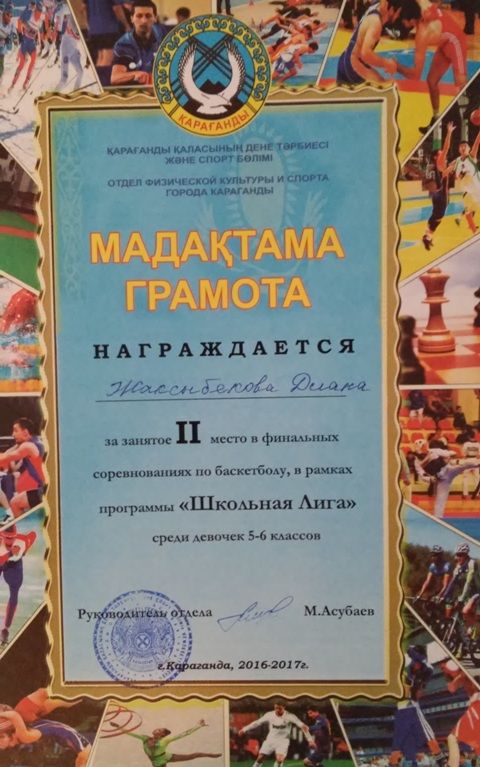 ҚАРАҒАНДЫ
ҚАРАҒАНДЫ ҚАЛАСЫНЫҢ ДЕНЕ ТӘРБИЕСІ
ЖӘНЕ СПОРТ БӨЛІМІ
ОТДЕЛ ФИЗИЧЕСКОЙ КУЛЬТУРЫ И СПОРТА
ГОРОДА КАРАГАНДЫ
МАДАҚТАМА
ГРАМОТА
НАГРАЖДАЕТСЯ
Жаксыбекова Диана
за занятое II место в финальных
соревнованиях по баскетболу, в рамках
программы «Школьная Лига»
среди девочек 5-6 классов
Руководитель отдела М.Асубаев
г.Караганда, 2016-2017г.